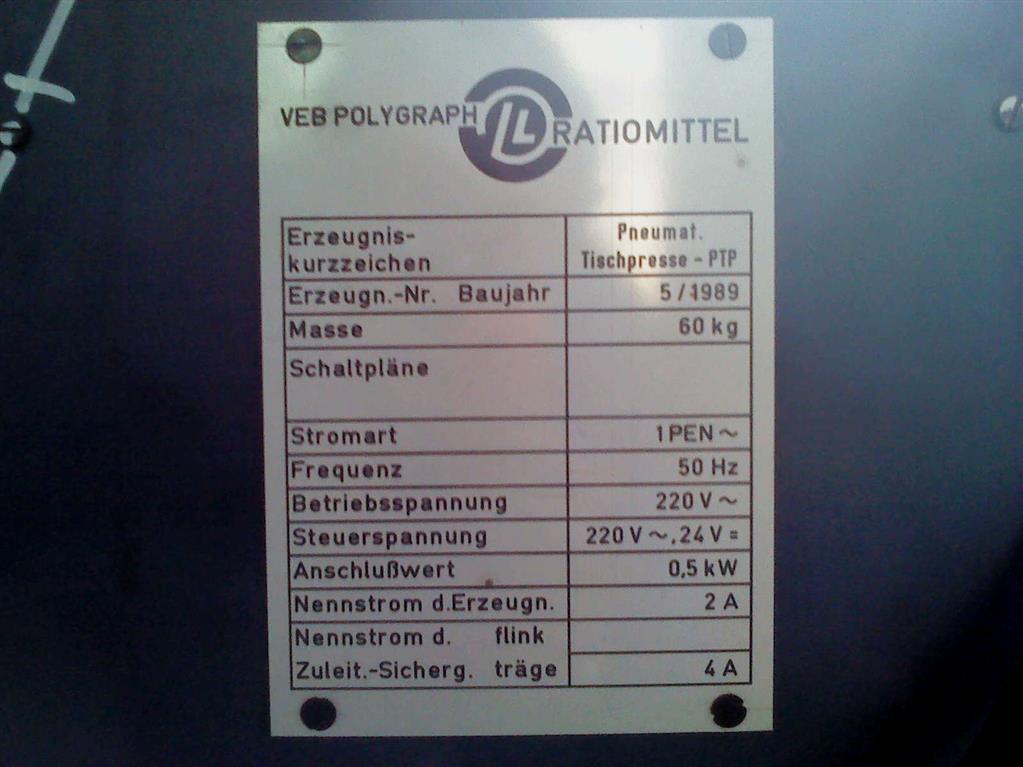 VEB POLYGRAPH LL RATIOMITTEL
Erzeugnis-
kurzzeichen
Pneumat.
Tischpresse - PTP
Erzeugn.-Nr. Baujahr 5/1989
Masse 60 kg
Schaltpläne
Stromart 1PEN ~
Frequenz 50 Hz
Betriebsspannung 220 V ~
Steuerspannung 220 V ~, 24 V =
Anschlußwert 0,5 kW
Nennstrom d.Erzeugn. 2 A
Nennstrom d. flink
Zuleit.-Sicherg. träge 4 A